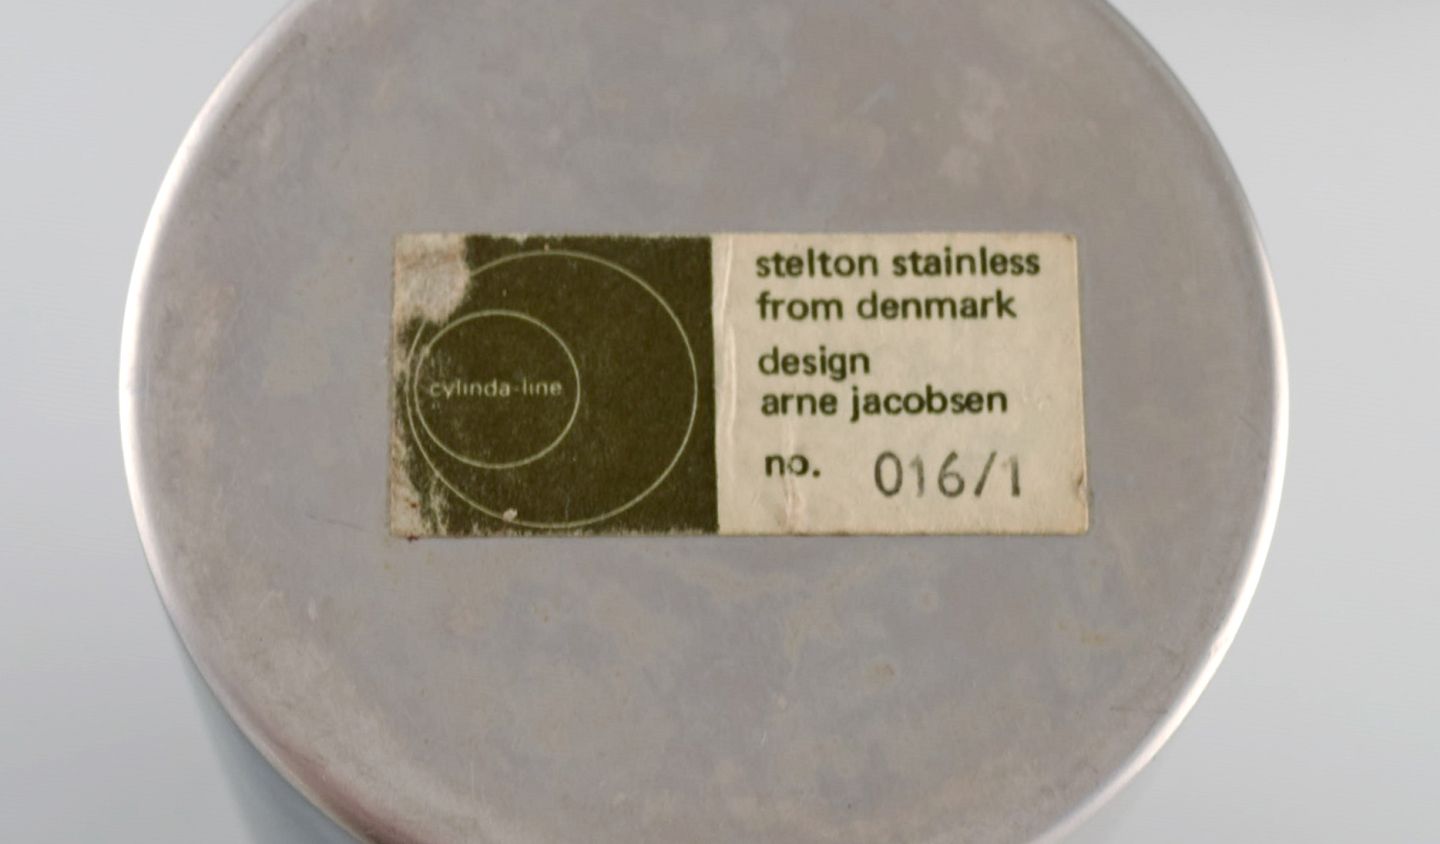 cylinda-line
stelton stainless
from denmark
design
arne jacobsen
no. 016/1